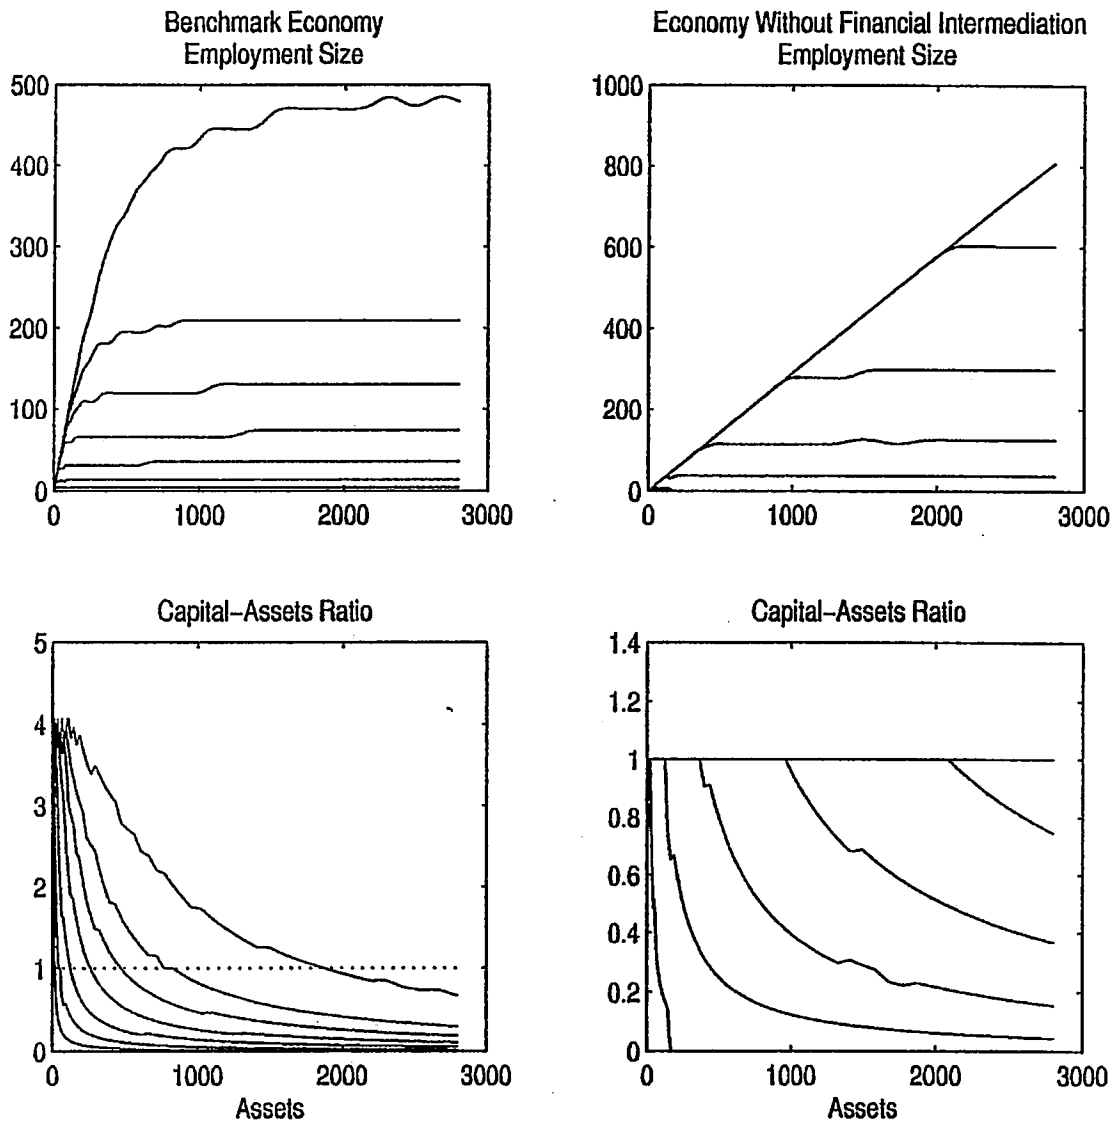 Benchmark Economy
Employment Size
500
400
300
200
100
0
0 1000 2000 3000
Economy Without Financial Intermediation
Employment Size
1000
800
600
400
200
0
0 1000 2000 3000
Capital-Assets Ratio
5
4
3
2
1
0
0 1000 2000 3000
Assets
Capital-Assets Ratio
1.4
1.2
1
0.8
0.6
0.4
0.2
0
0 1000 2000 3000
Assets